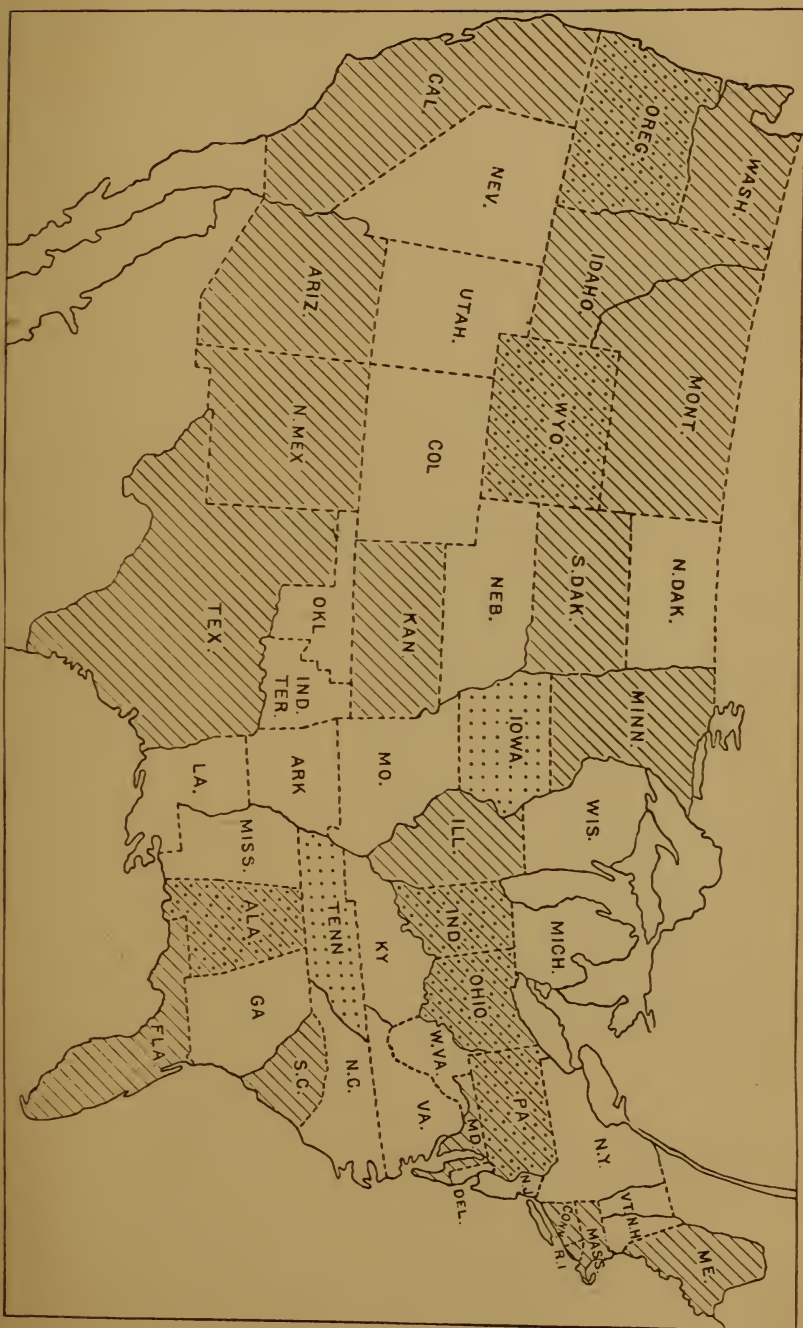 WASH.
OREG.
CAL.
NEV.
IDAHO.
MONT.
WYO.
UTAH.
ARIZ.
COL
N.MEX.
N.DAK.
S.DAK.
NEB.
KAN.
OKL
IND.
TER.
TEX.
MINN.
IOWA.
MO.
ARK
LA.
WIS.
ILL.
MICH.
IND.
OHIO.
KY
TENN
MISS.
ALA.
GA
FLA
S.C.
N.C.
VA.
W.VA.
MD.
DEL.
PA.
N.J.
N.Y.
CONN.
R.I
MASS.
VT.
N.H.
ME.